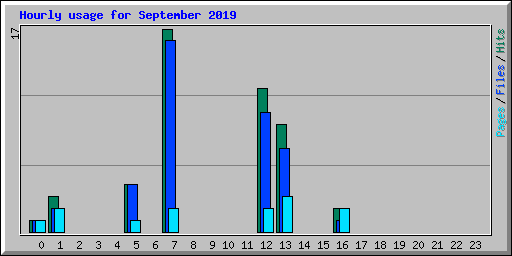 Hourly usage for September 2019
17
Pages/Files/Hits
0 1 2 3 4 5 6 7 8 9 10 11 12 13 14 15 16 17 18 19 20 21 22 23